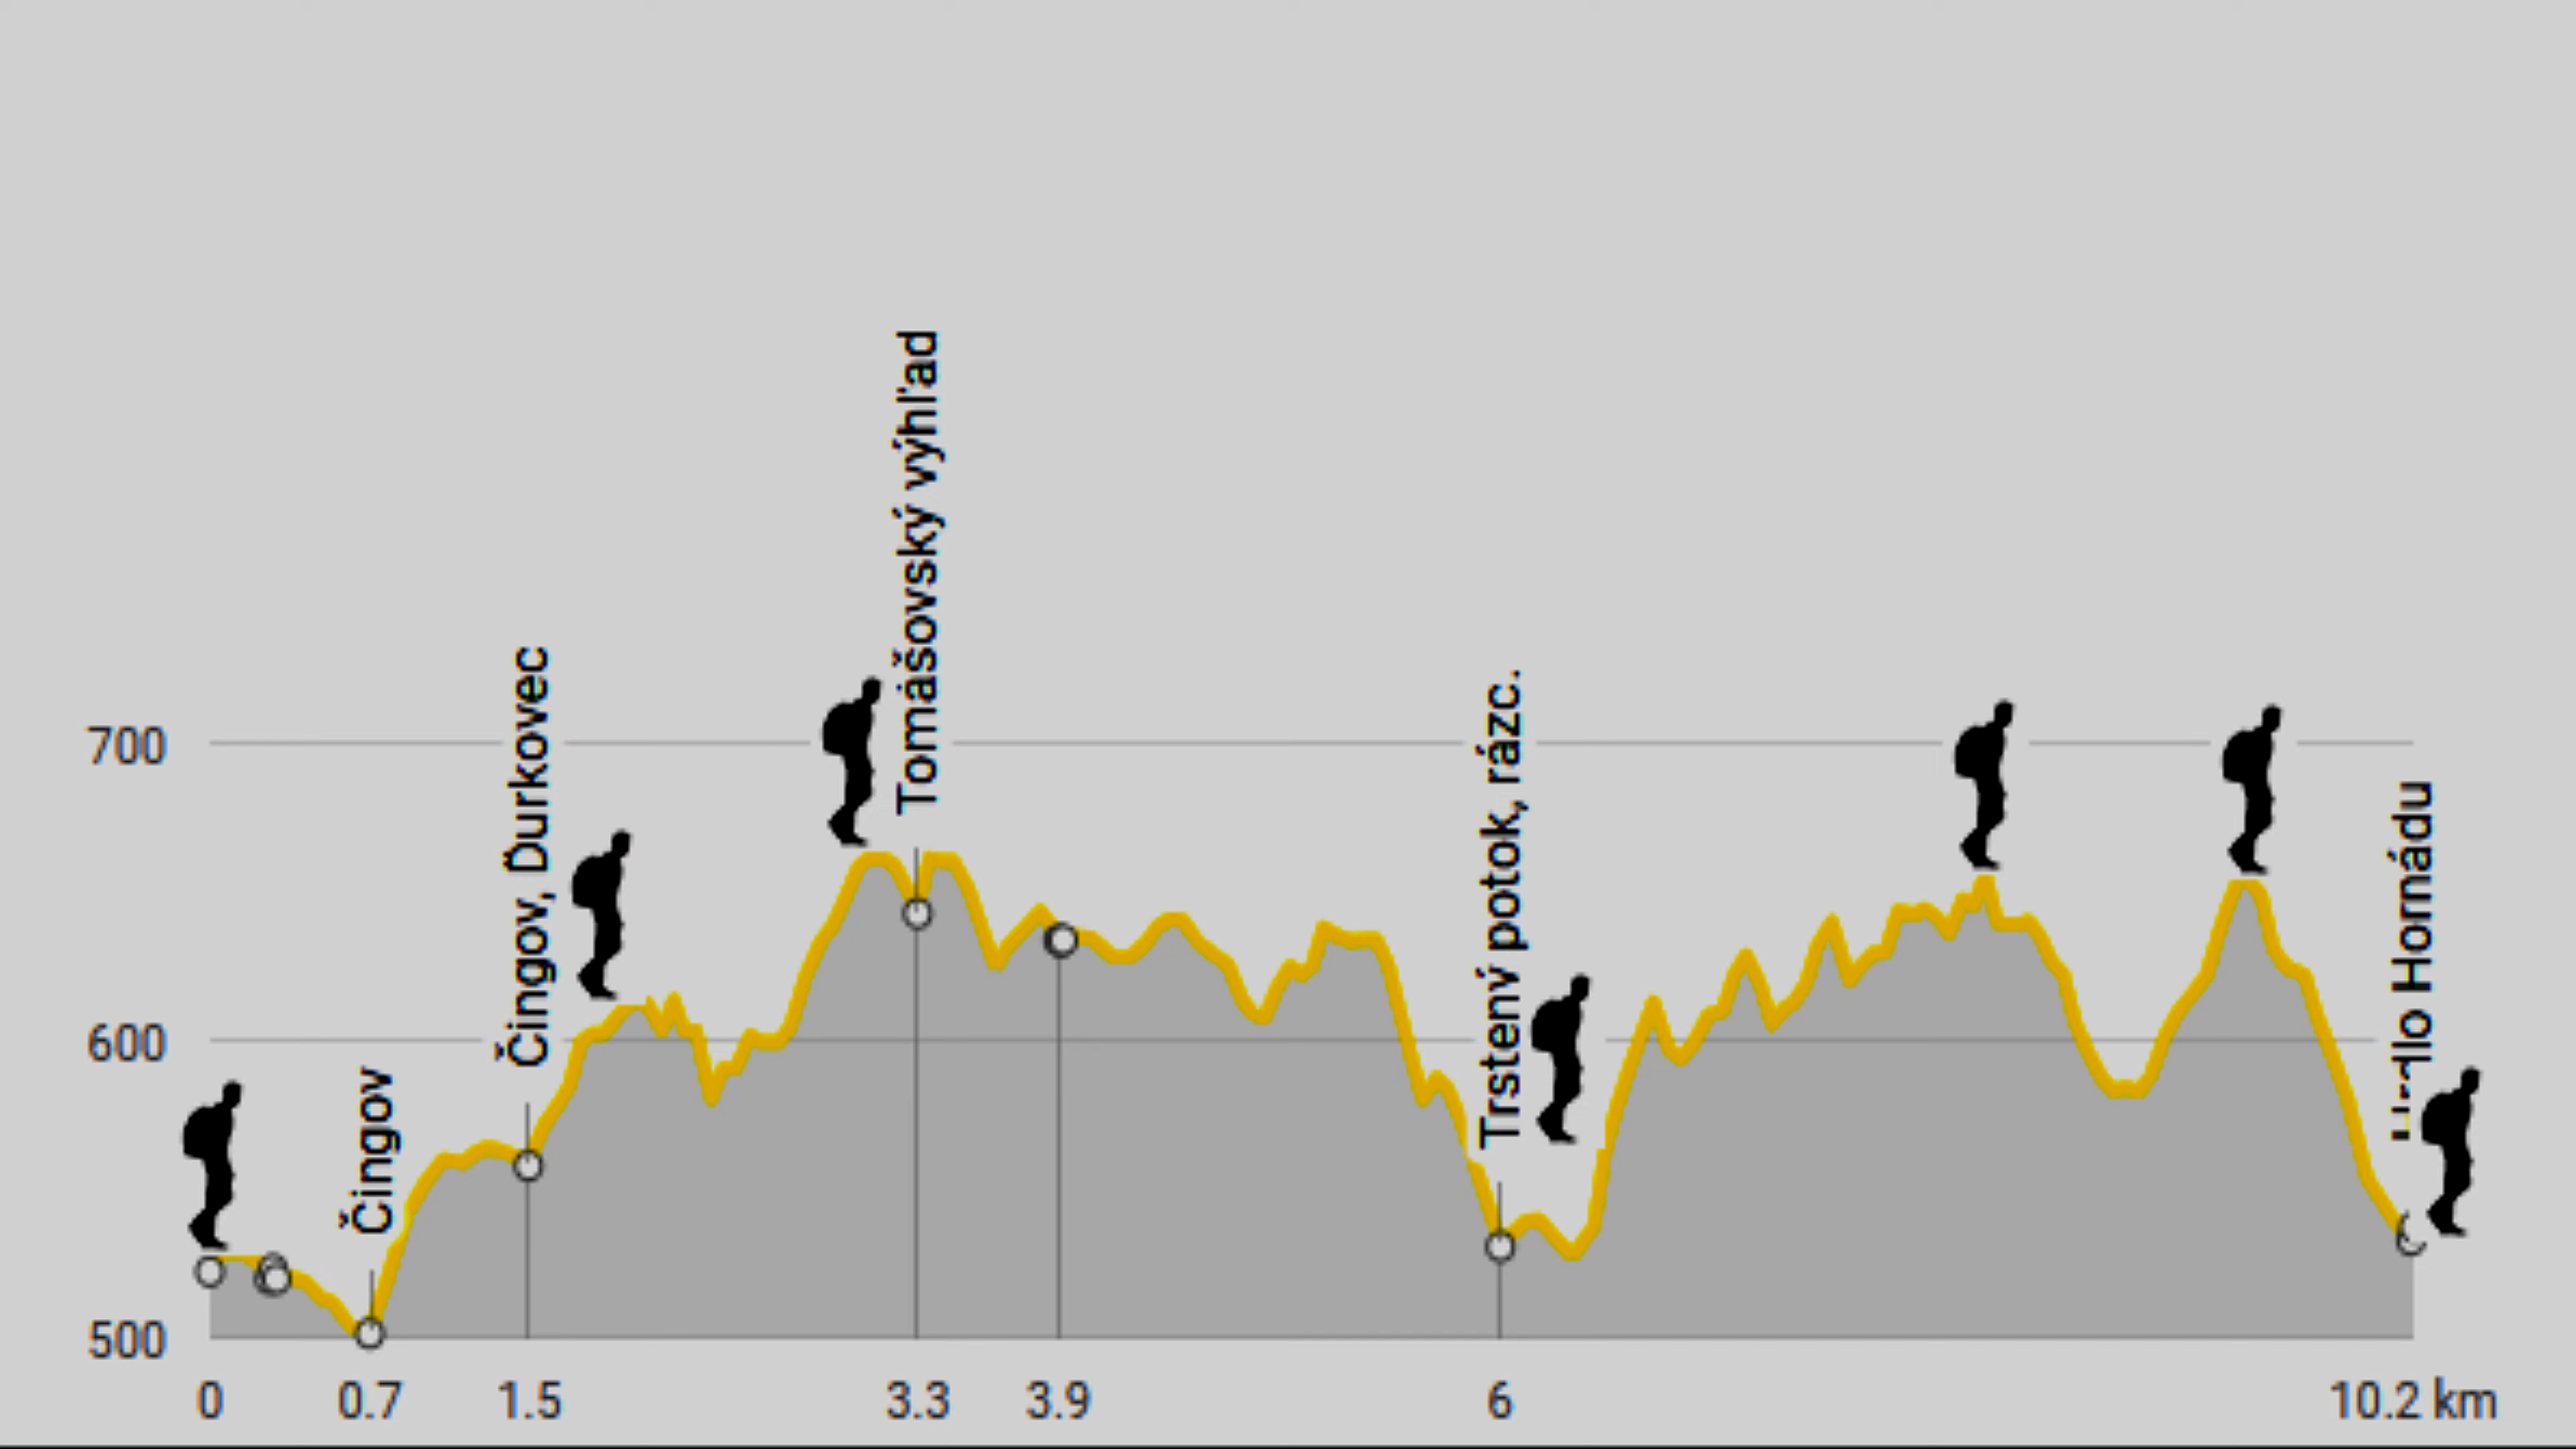 Tomášovský výhľad
Čingov, Ďurkovec
Trstený potok, rázc.
700
Hornádu
600
Čingov
500
0
0.7
1.5
3.3
3.9
6
10.2 km